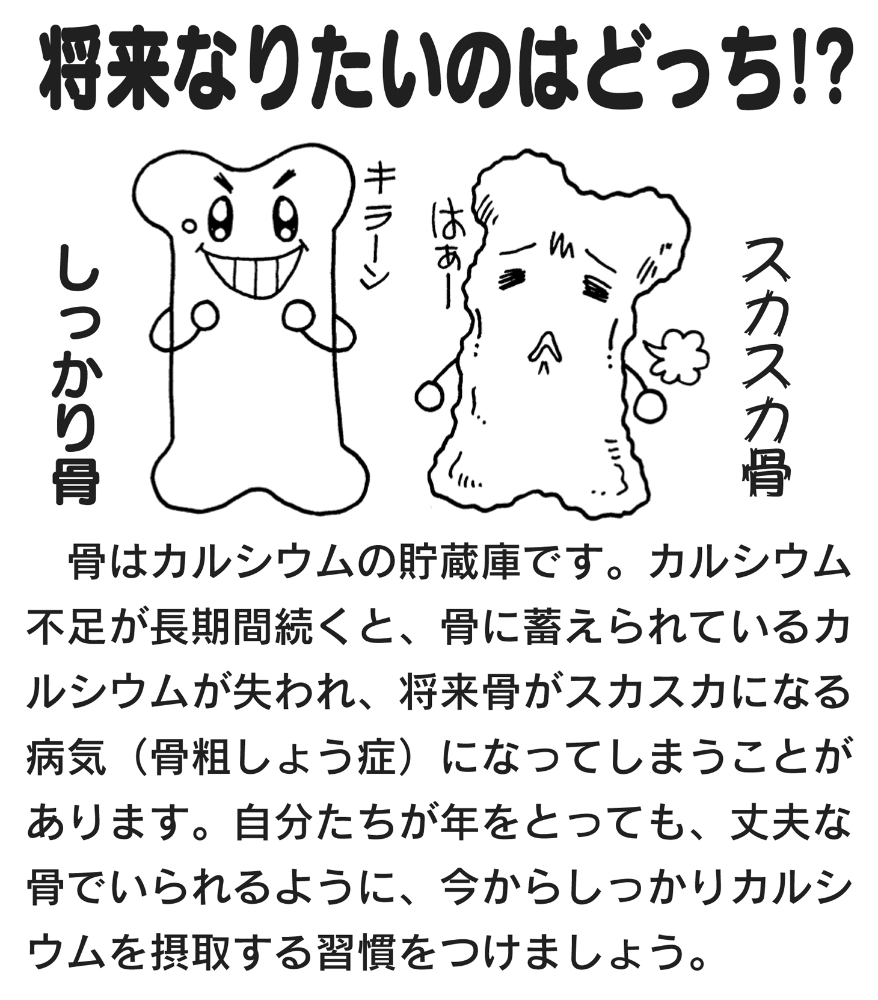 将来なりたいのはどっち!?
しっかり骨
キラーン
はぁー
スカスカ骨
骨はカルシウムの貯蔵庫です。カルシウム
不足が長期間続くと、骨に蓄えられているカ
ルシウムが失われ、将来骨がスカスカになる
病気（骨粗しょう症）になってしまうことが
あります。自分たちが年をとっても、丈夫な
骨でいられるように、今からしっかりカルシ
ウムを摂取する習慣をつけましょう。